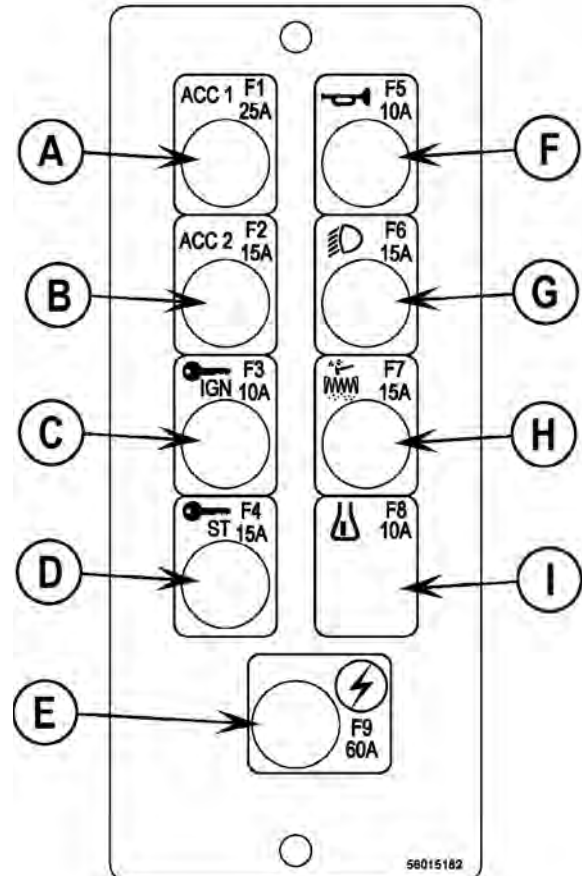 A
ACC 1 F1
25A
B
ACC 2 F2
15A
C
F3
IGN 10A
D
F4
ST 15A
E
F9
60A
F5
10A
F
F6
15A
G
F7
15A
H
F8
10A
I
56015182